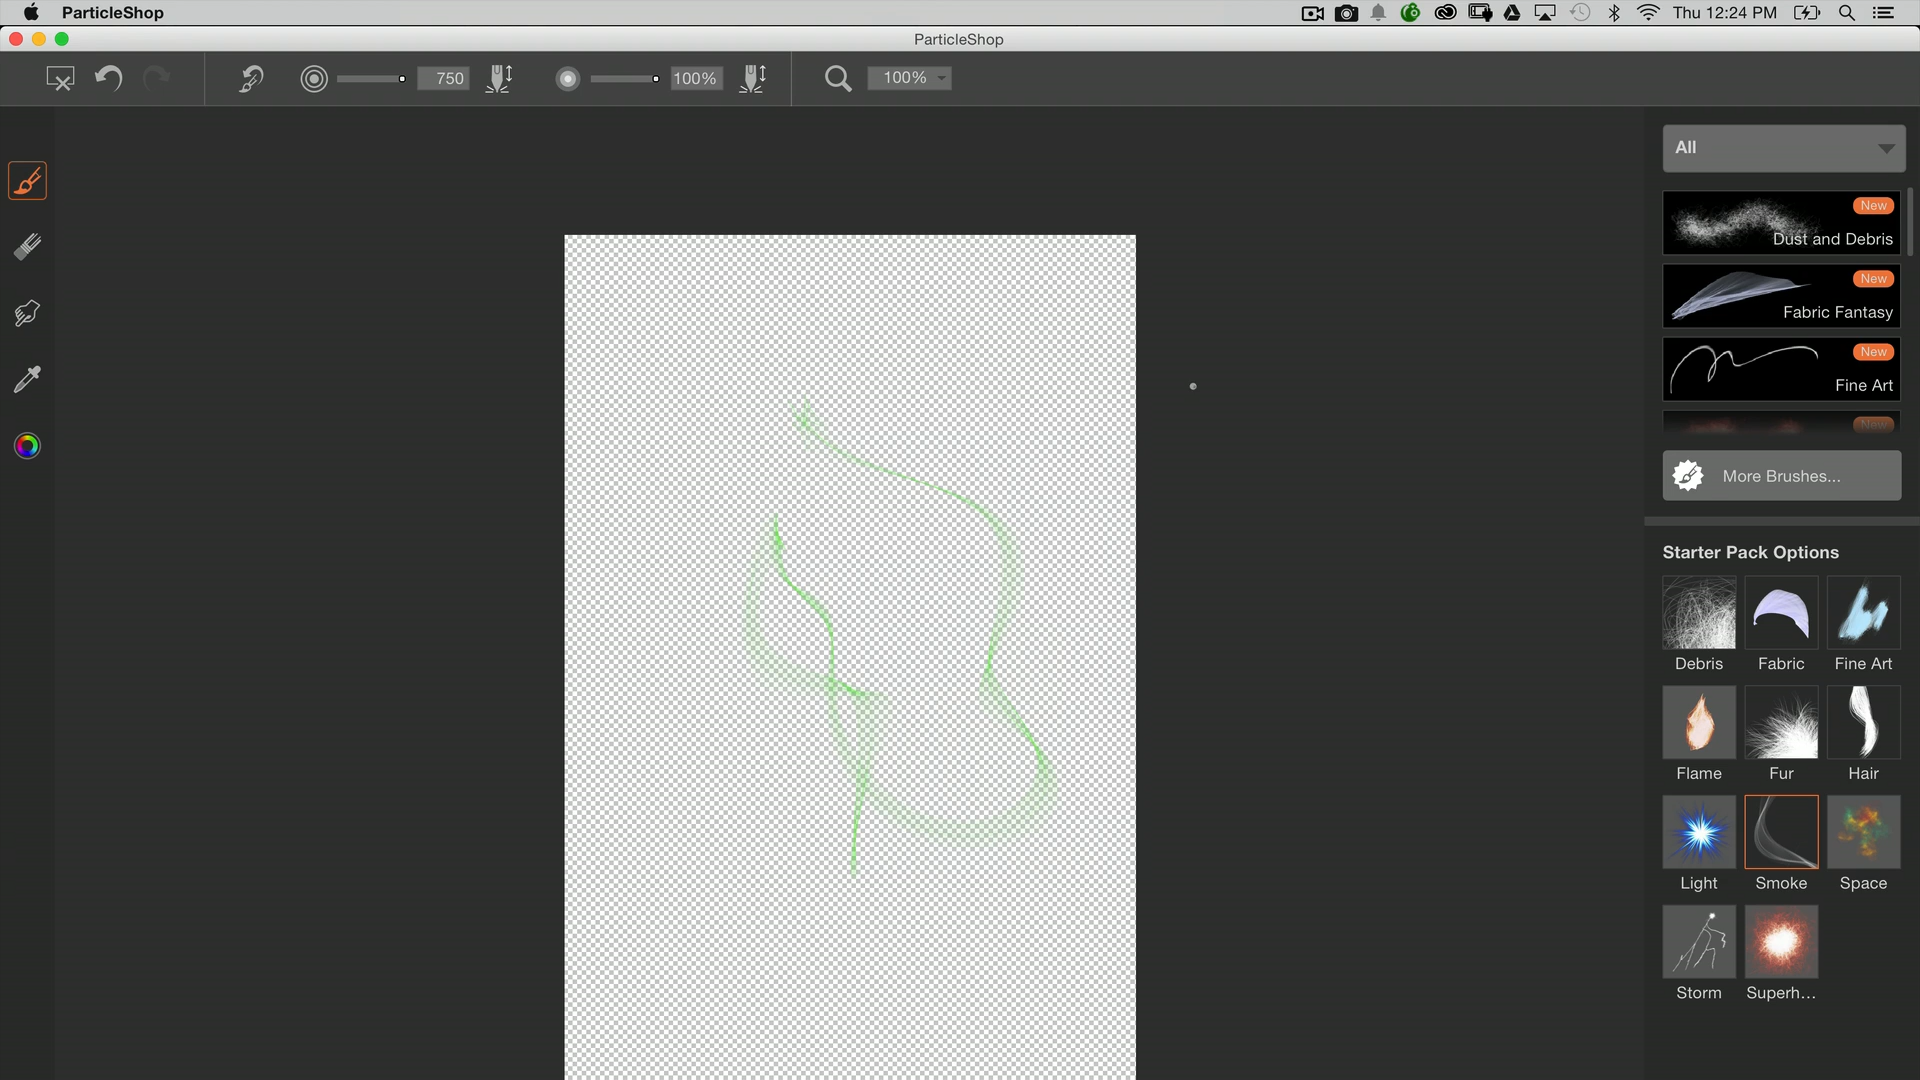 ParticleShop
Thu 12:24 PM
ParticleShop
750
100%
100%
All
New
Dust and Debris
New
Fabric Fantasy
New
Fine Art
New
More Brushes...
Starter Pack Options
Debris
Fabric
Fine Art
Flame
Fur
Hair
Light
Smoke
Space
Storm
Superh...